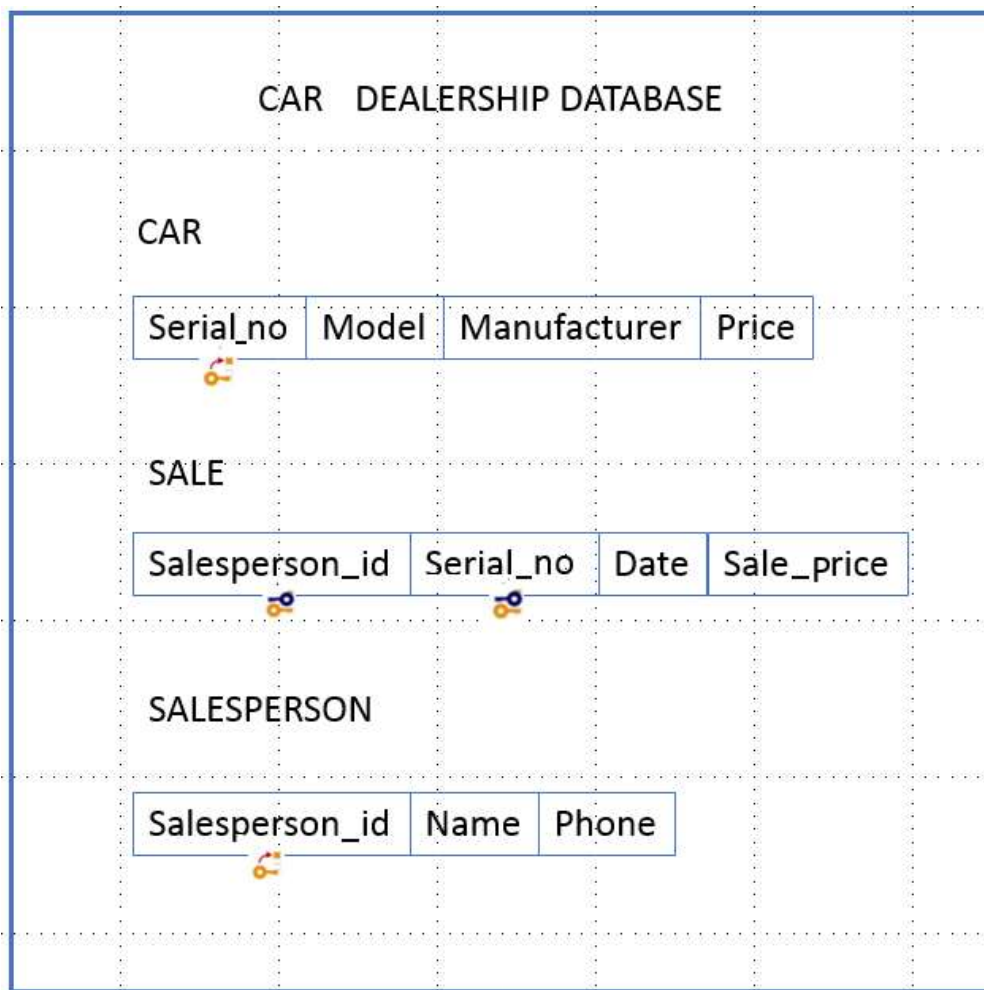 CAR DEALERSHIP DATABASE
CAR
Serial_no Model Manufacturer Price
SALE
Salesperson_id Serial_no Date Sale_price
SALESPERSON
Salesperson_id Name Phone